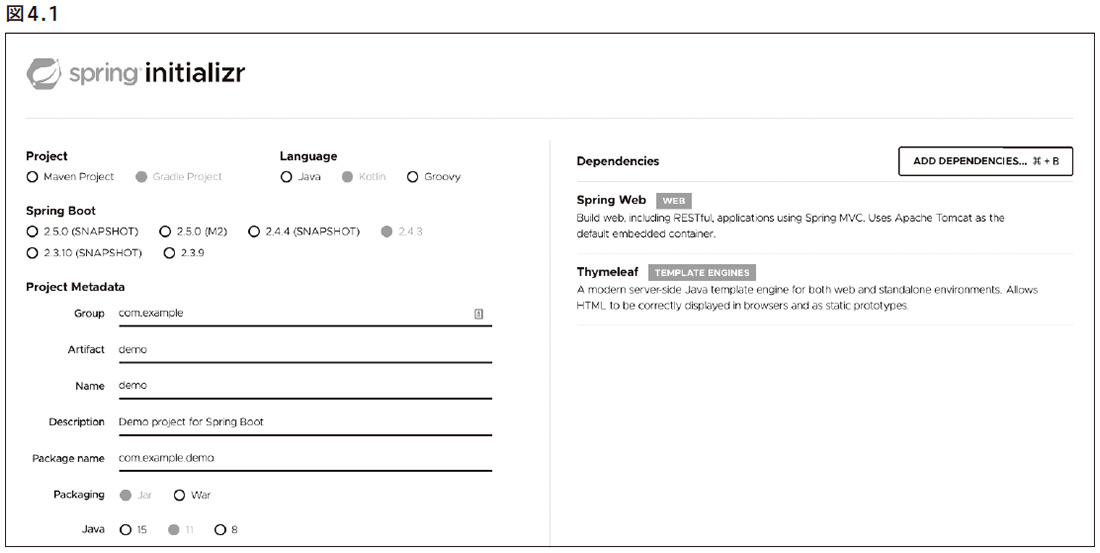 図4.1
spring initializr
Project
Maven Project Gradle Project
Language
Java Kotlin Groovy
Spring Boot
2.5.0 (SNAPSHOT) 2.5.0 (M2) 2.4.4 (SNAPSHOT) 2.4.3
2.3.10 (SNAPSHOT) 2.3.9
Project Metadata
Group com.example
Artifact demo
Name demo
Description Demo project for Spring Boot
Package name com.example.demo
Packaging Jar War
Java 15 11 8
Dependencies
ADD DEPENDENCIES... ⌘ + B
Spring Web WEB
Build web, including RESTful, applications using Spring MVC. Uses Apache Tomcat as the
default embedded container.
Thymeleaf TEMPLATE ENGINES
A modern server-side Java template engine for both web and standalone environments. Allows
HTML to be correctly displayed in browsers and as static prototypes.